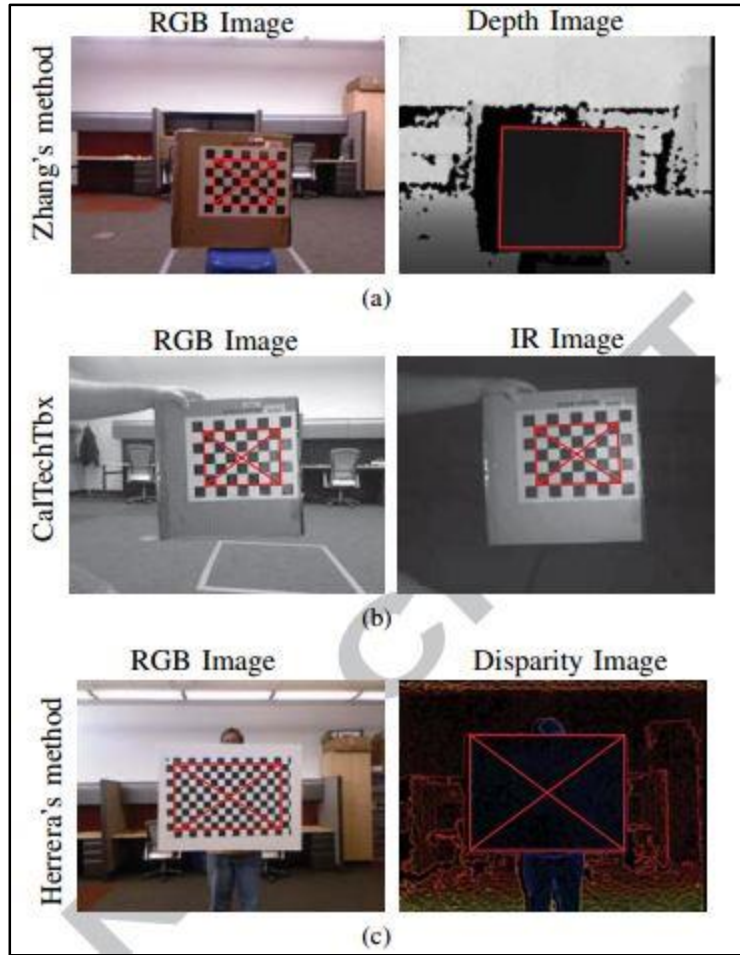 RGB Image Depth Image
Zhang's method
(a)
RGB Image IR Image
CalTechTbx
(b)
RGB Image Disparity Image
Herrera's method
(c)